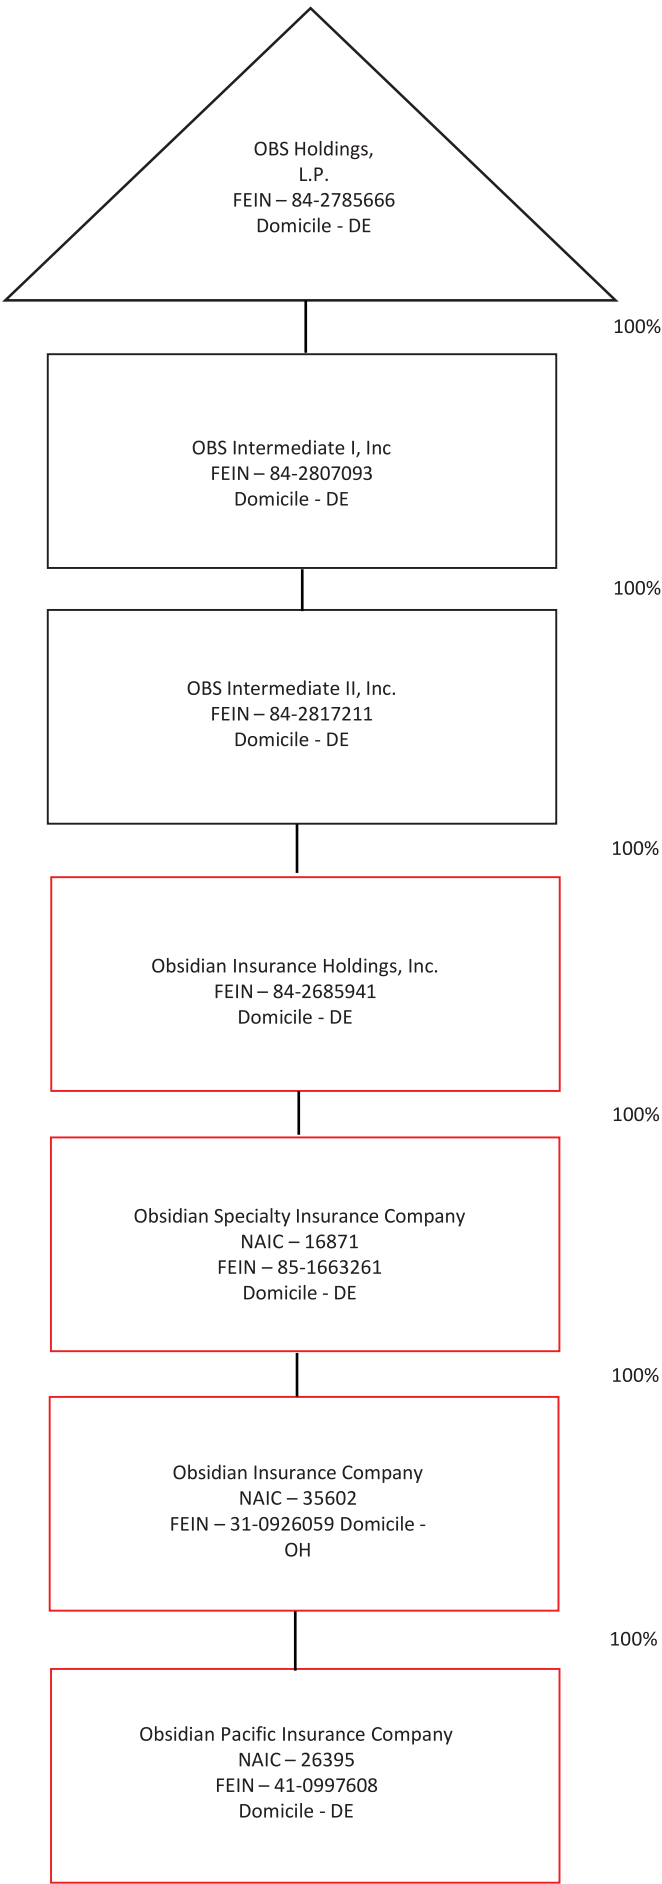 OBS Holdings,
L.P.
FEIN – 84-2785666
Domicile - DE
100%
OBS Intermediate I, Inc
FEIN – 84-2807093
Domicile - DE
100%
OBS Intermediate II, Inc.
FEIN – 84-2817211
Domicile - DE
100%
Obsidian Insurance Holdings, Inc.
FEIN – 84-2685941
Domicile - DE
100%
Obsidian Specialty Insurance Company
NAIC – 16871
FEIN – 85-1663261
Domicile - DE
100%
Obsidian Insurance Company
NAIC – 35602
FEIN – 31-0926059 Domicile -
OH
100%
Obsidian Pacific Insurance Company
NAIC – 26395
FEIN – 41-0997608
Domicile - DE